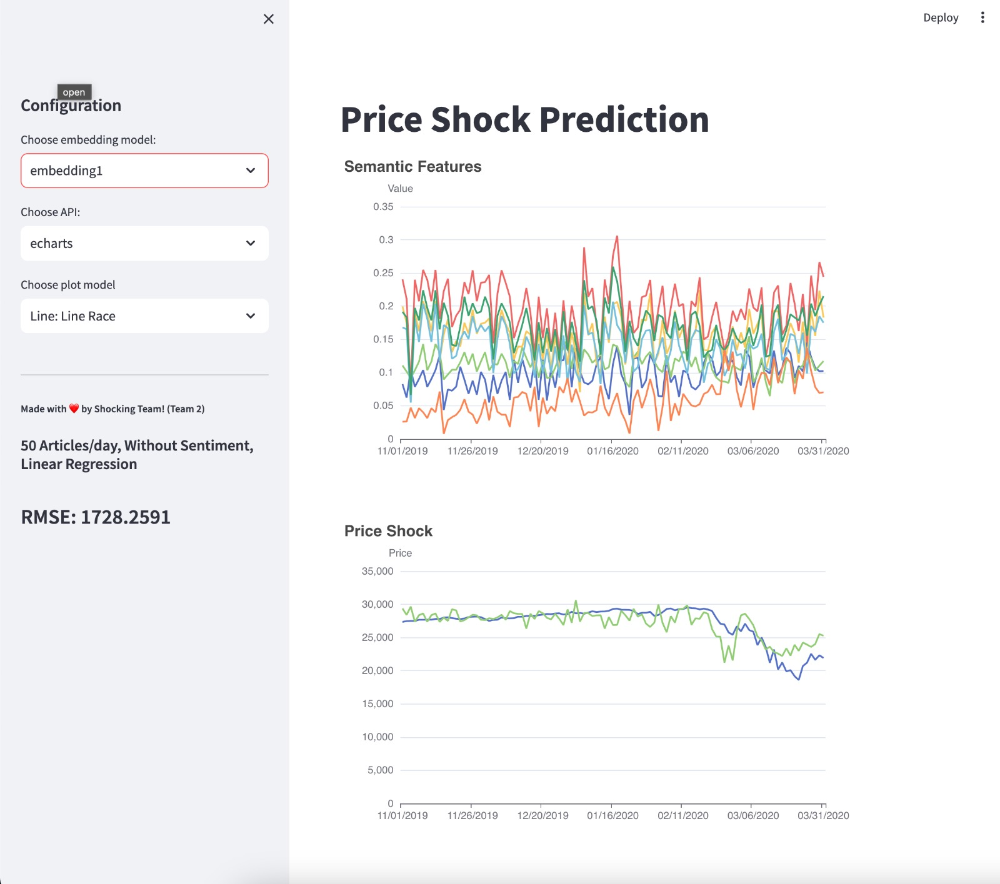 Deploy
open
Configuration
Choose embedding model:
embedding1
Choose API:
echarts
Choose plot model
Line: Line Race
Made with ❤️ by Shocking Team! (Team 2)
50 Articles/day, Without Sentiment,
Linear Regression
RMSE: 1728.2591
Price Shock Prediction
Semantic Features
Value
0.35
0.3
0.25
0.2
0.15
0.1
0.05
0
11/01/2019 11/26/2019 12/20/2019 01/16/2020 02/11/2020 03/06/2020 03/31/2020
Price Shock
Price
35,000
30,000
25,000
20,000
15,000
10,000
5,000
0
11/01/2019 11/26/2019 12/20/2019 01/16/2020 02/11/2020 03/06/2020 03/31/2020